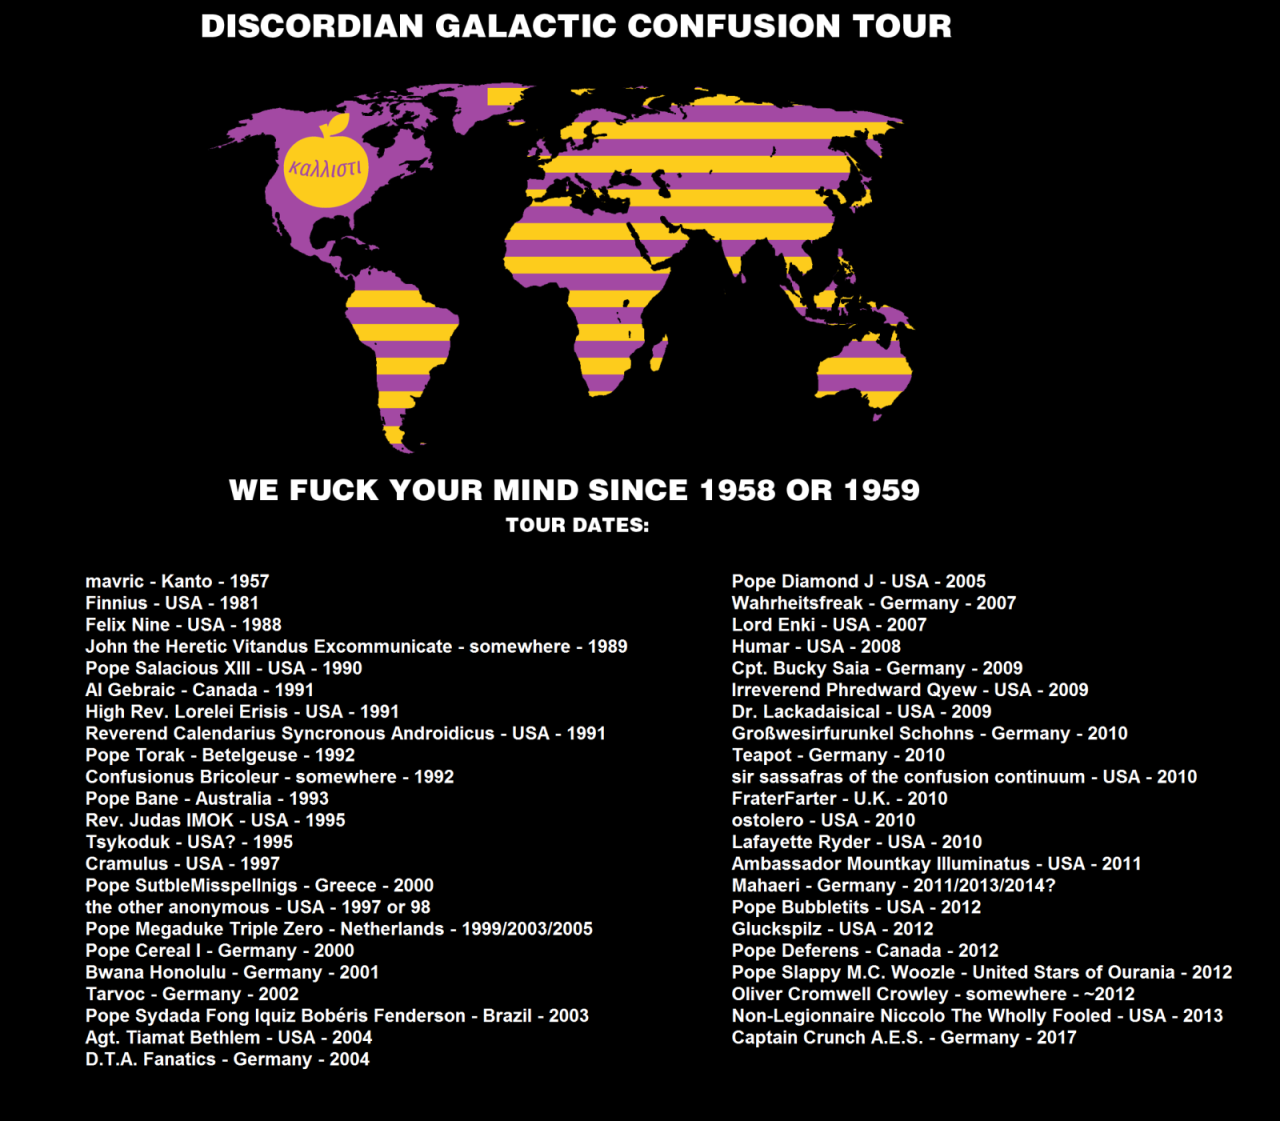 DISCORDIAN GALACTIC CONFUSION TOUR
καλλιστι
WE FUCK YOUR MIND SINCE 1958 OR 1959
TOUR DATES:
mavric - Kanto - 1957
Finnius - USA - 1981
Felix Nine - USA - 1988
John the Heretic Vitandus Excommunicate - somewhere - 1989
Pope Salacious XIII - USA - 1990
Al Gebraic - Canada - 1991
High Rev. Lorelei Erisis - USA - 1991
Reverend Calendarius Syncronous Androidicus - USA - 1991
Pope Torak - Betelgeuse - 1992
Confusionus Bricoleur - somewhere - 1992
Pope Bane - Australia - 1993
Rev. Judas IMOK - USA - 1995
Tsykoduk - USA? - 1995
Cramulus - USA - 1997
Pope SutbleMisspellnigs - Greece - 2000
the other anonymous - USA - 1997 or 98
Pope Megaduke Triple Zero - Netherlands - 1999/2003/2005
Pope Cereal I - Germany - 2000
Bwana Honolulu - Germany - 2001
Tarvoc - Germany - 2002
Pope Sydada Fong Iquiz Bobéris Fenderson - Brazil - 2003
Agt. Tiamat Bethlem - USA - 2004
D.T.A. Fanatics - Germany - 2004
Pope Diamond J - USA - 2005
Wahrheitsfreak - Germany - 2007
Lord Enki - USA - 2007
Humar - USA - 2008
Cpt. Bucky Saia - Germany - 2009
Irreverend Phredward Qyew - USA - 2009
Dr. Lackadaisical - USA - 2009
Großwesirfurunkel Schohns - Germany - 2010
Teapot - Germany - 2010
sir sassafras of the confusion continuum - USA - 2010
FraterFarter - U.K. - 2010
ostolero - USA - 2010
Lafayette Ryder - USA - 2010
Ambassador Mountkay Illuminatus - USA - 2011
Mahaeri - Germany - 2011/2013/2014?
Pope Bubbletits - USA - 2012
Gluckspilz - USA - 2012
Pope Deferens - Canada - 2012
Pope Slappy M.C. Woozle - United Stars of Ourania - 2012
Oliver Cromwell Crowley - somewhere - ~2012
Non-Legionnaire Niccolo The Wholly Fooled - USA - 2013
Captain Crunch A.E.S. - Germany - 2017